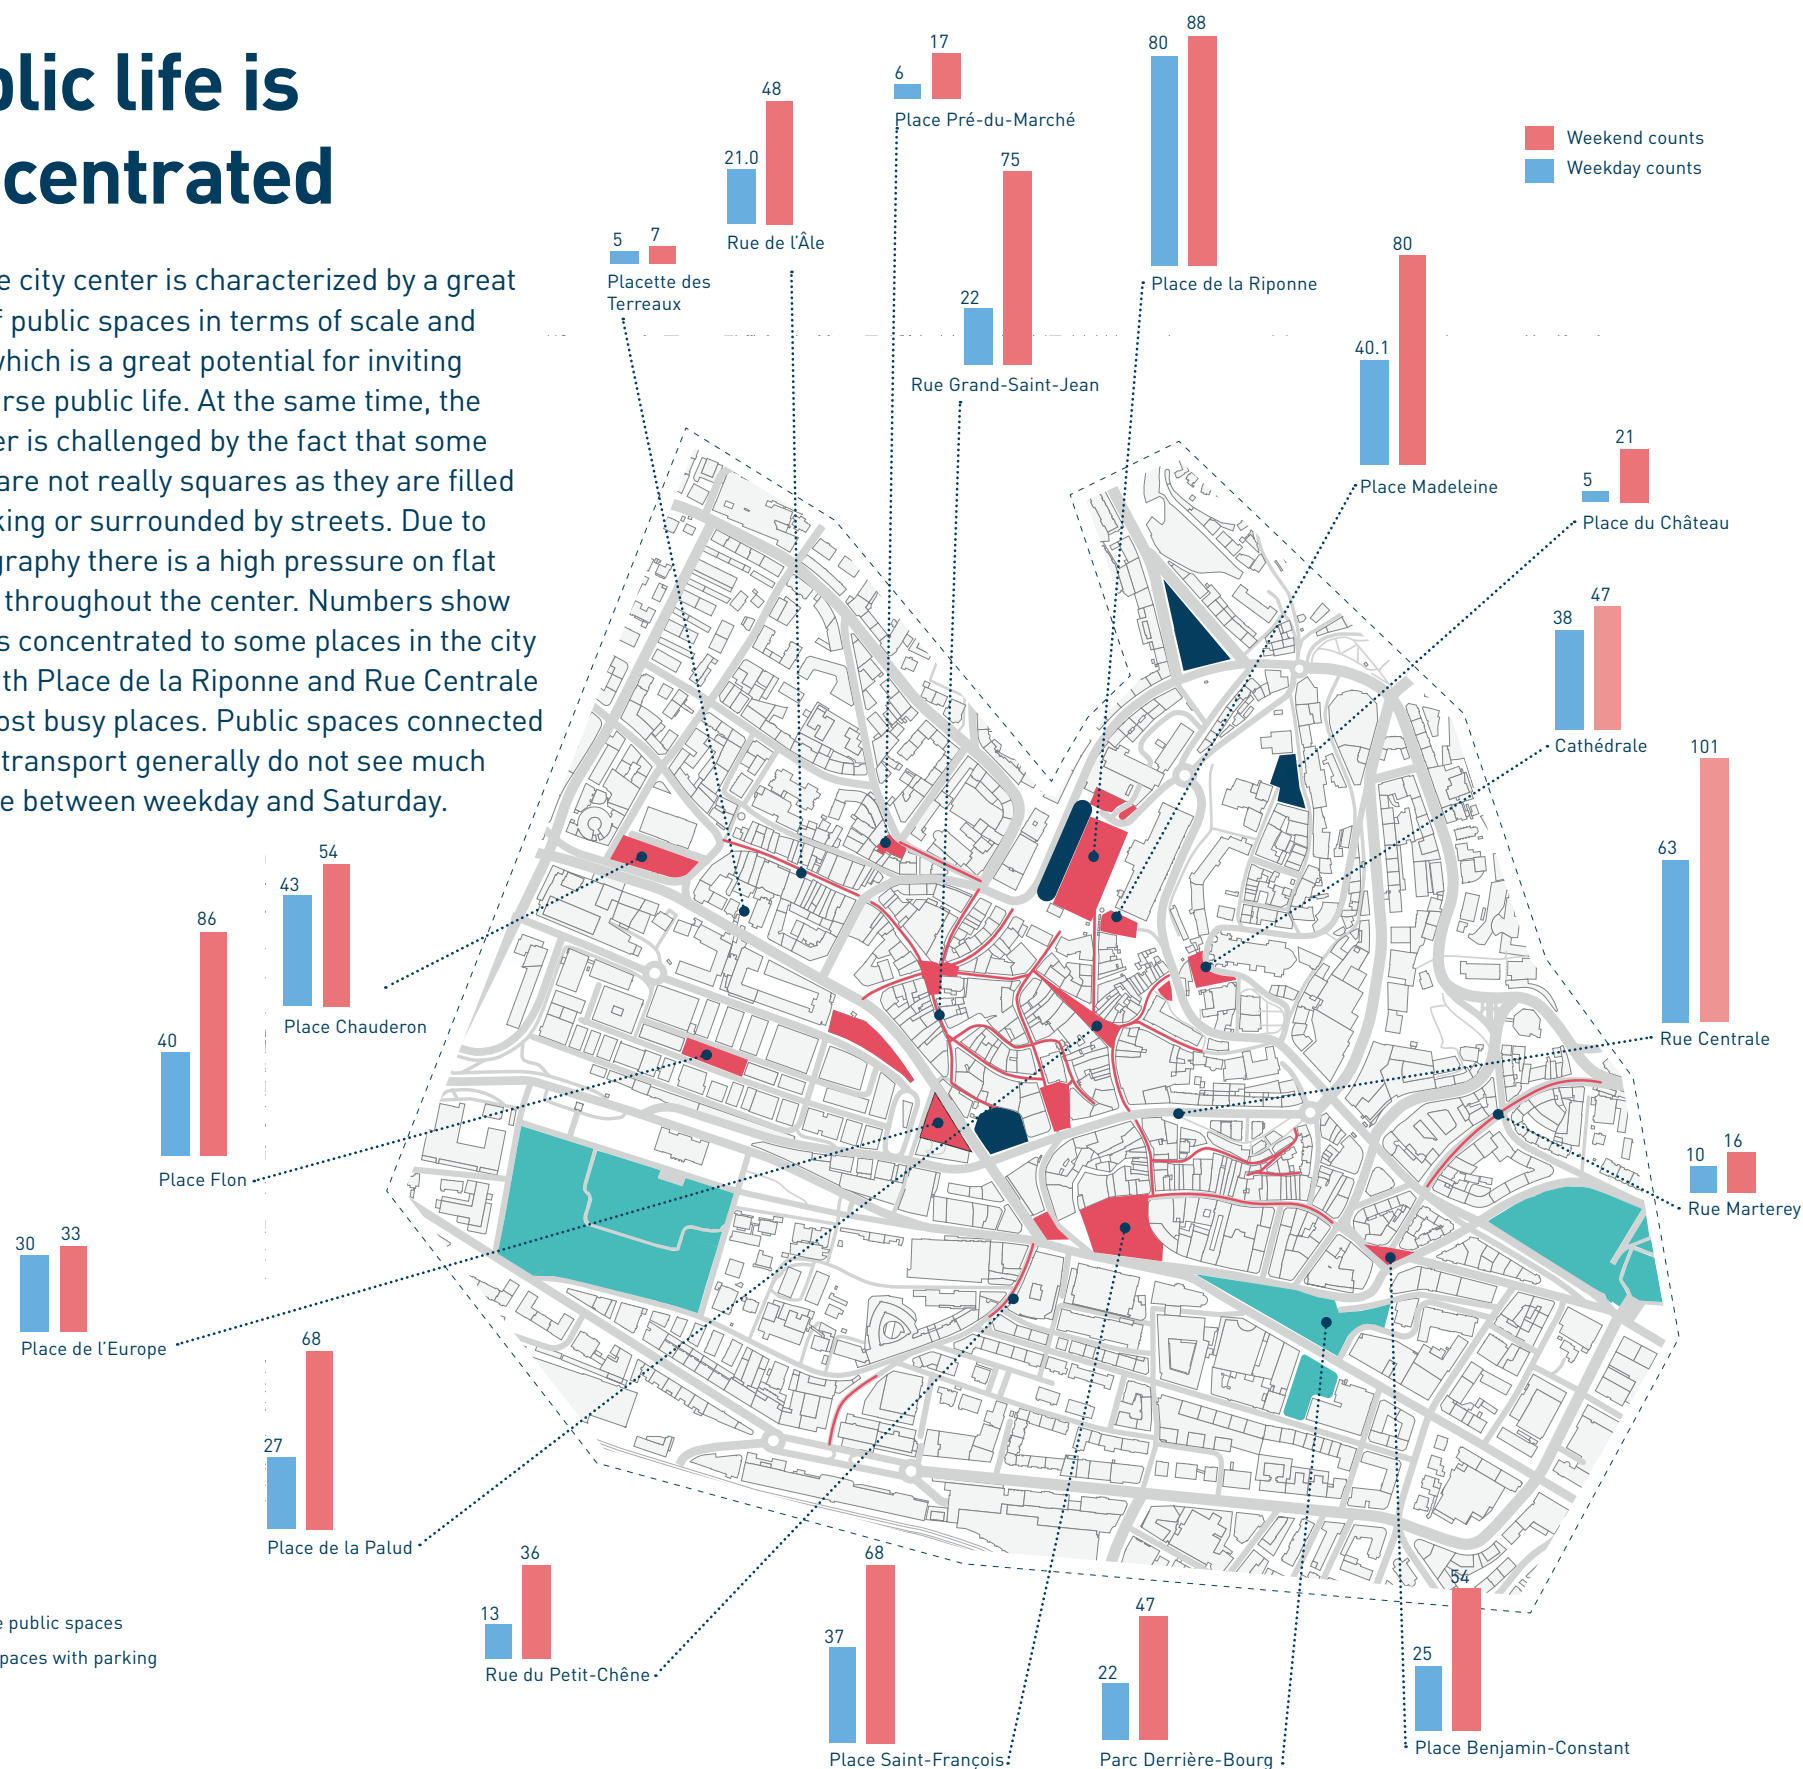 blic life is
centrated
e city center is characterized by a great
f public spaces in terms of scale and
which is a great potential for inviting
rse public life. At the same time, the
er is challenged by the fact that some
are not really squares as they are filled
king or surrounded by streets. Due to
graphy there is a high pressure on flat
throughout the center. Numbers show
s concentrated to some places in the city
th Place de la Riponne and Rue Centrale
ost busy places. Public spaces connected
transport generally do not see much
e between weekday and Saturday.
Weekend counts
Weekday counts
5 7
Placette des
Terreaux
21.0 48
Rue de l'Âle
6 17
Place Pré-du-Marché
22 75
Rue Grand-Saint-Jean
80 88
Place de la Riponne
40.1 80
Place Madeleine
5 21
Place du Château
38 47
Cathédrale
63 101
Rue Centrale
10 16
Rue Marterey
43 54
Place Chauderon
40 86
Place Flon
30 33
Place de l'Europe
27 68
Place de la Palud
13 36
Rue du Petit-Chêne
37 68
Place Saint-François
22 47
Parc Derrière-Bourg
25 54
Place Benjamin-Constant
e public spaces
paces with parking